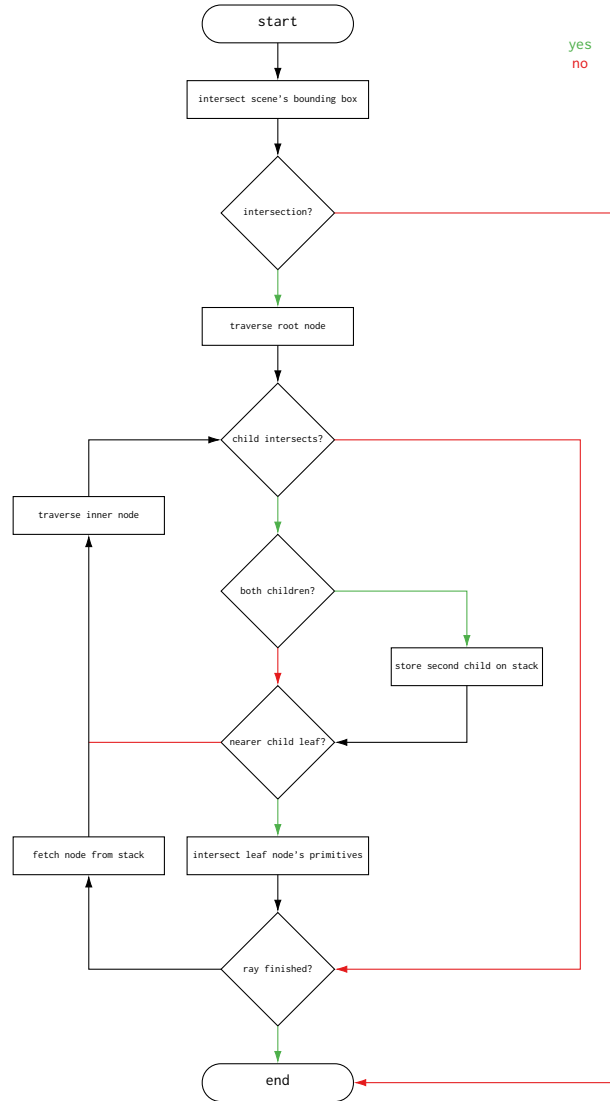 start
yes
no
intersect scene's bounding box
intersection?
traverse root node
child intersects?
traverse inner node
both children?
store second child on stack
nearer child leaf?
fetch node from stack
intersect leaf node's primitives
ray finished?
end